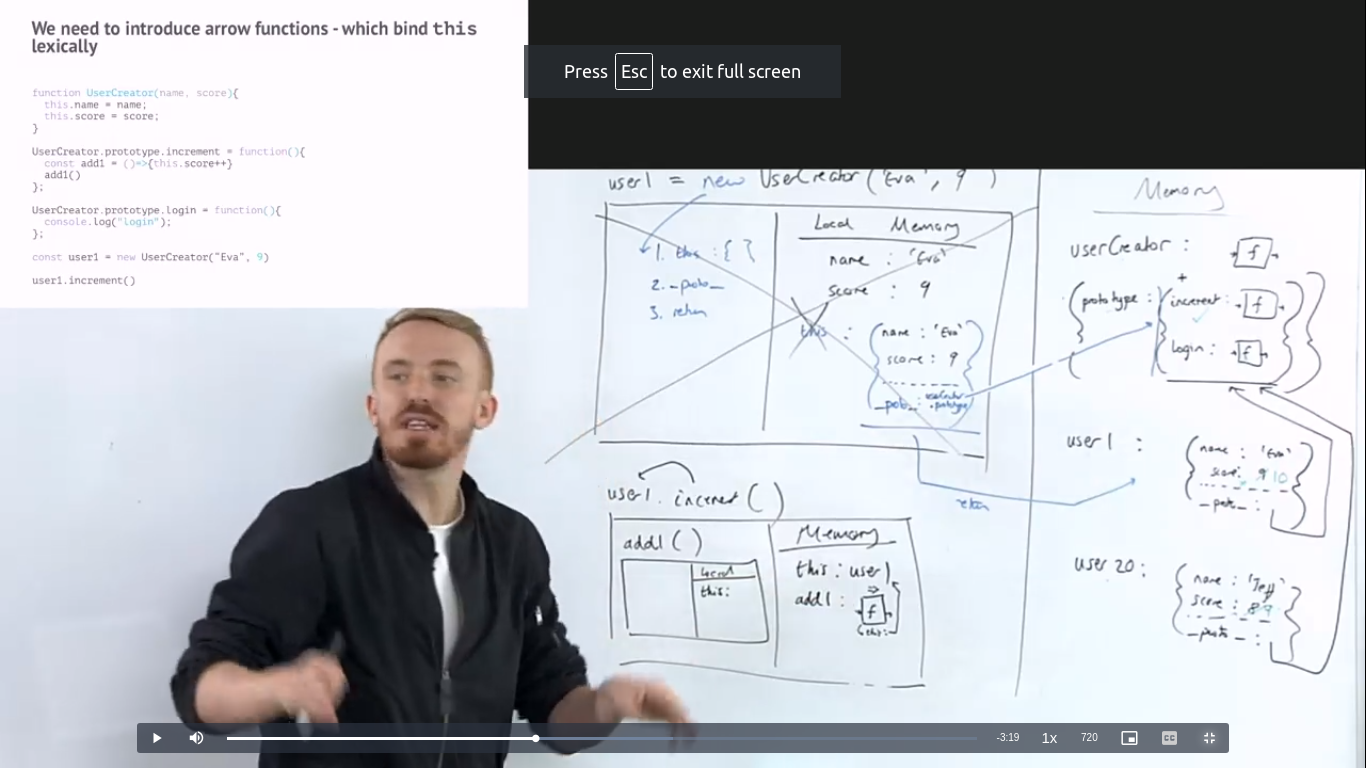 We need to introduce arrow functions - which bind this
lexically
function UserCreator(name, score){
this.name = name;
this.score = score;
}
UserCreator.prototype.increment = function(){
const add1 = ()=>{this.score++}
add1()
};
UserCreator.prototype.login = function(){
console.log("login");
};
const user1 = new UserCreator("Eva", 9)
user1.increment()
Press Esc to exit full screen
user1 = new UserCreator('Eva', 9)
Local Memory
1. this : { }
2. __proto__
3. return
name : 'Eva'
score : 9
this : {name : 'Eva'
score : 9
__proto__ : userCreator
.prototype}
return
user1.increment()
add1()
local
this:
Memory
this : user1
add1 : f
this:
Memory
userCreator : f
+
{prototype : {increment : f
login : f}}
user1 : {name : 'Eva'
score: 9 10
__proto__ : }
user20 : {name : 'Jeff'
score : 8 9
__proto__ : }
-3:19
1x
720
CC